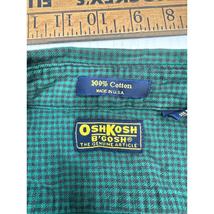 100% Cotton
MADE IN U.S.A.
OSHKOSH
B'GOSH
THE GENUINE ARTICLE